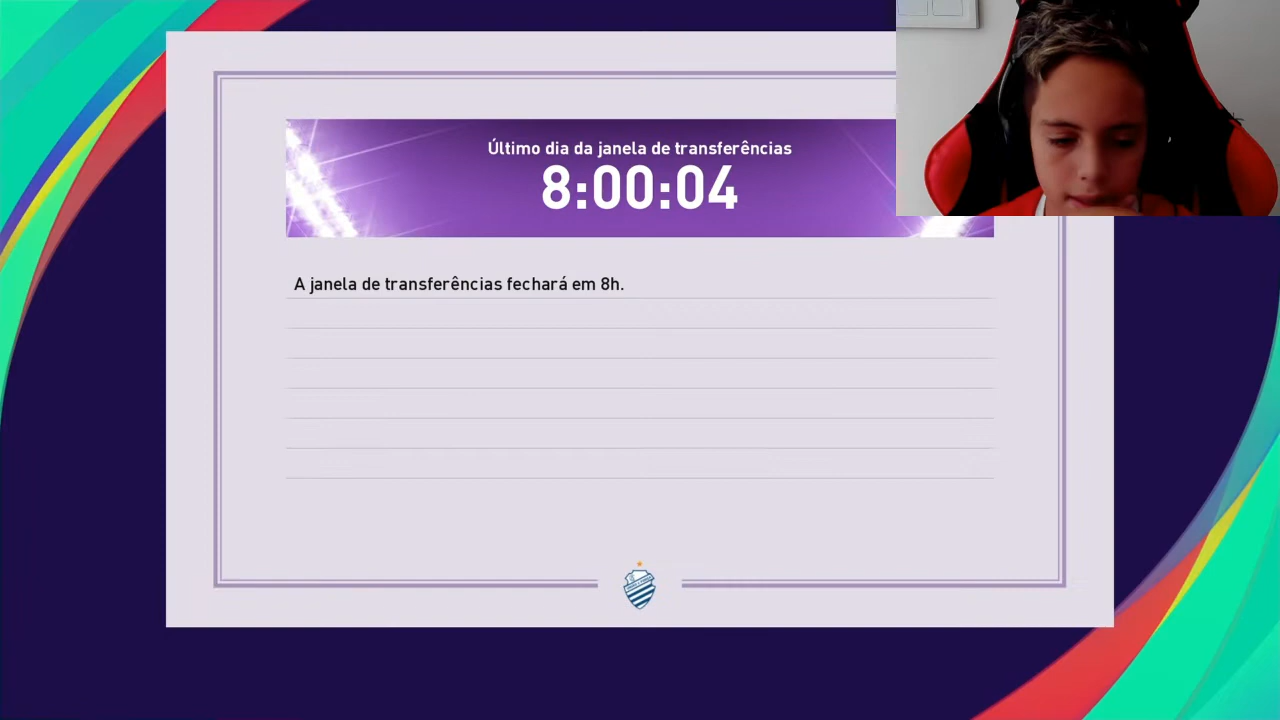 Último dia da janela de transferências
8:00:04
A janela de transferências fechará em 8h.